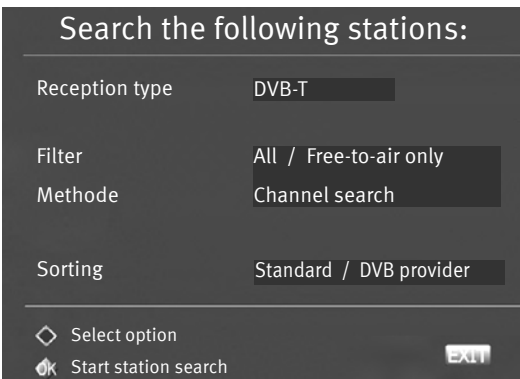 Search the following stations:
Reception type DVB-T
Filter All / Free-to-air only
Methode Channel search
Sorting Standard / DVB provider
Select option
OK Start station search
EXIT